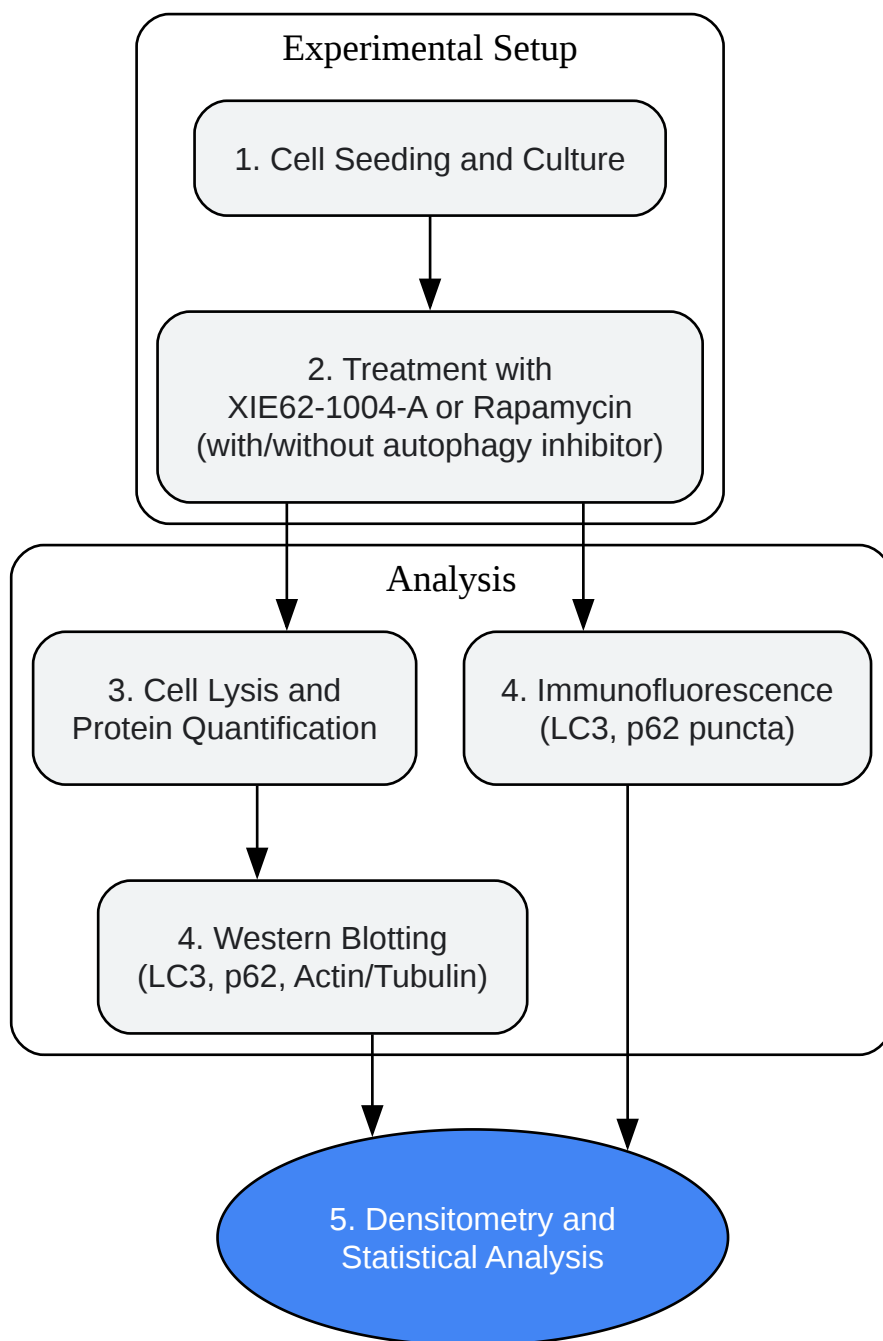 Experimental Setup
1. Cell Seeding and Culture
2. Treatment with
XIE62-1004-A or Rapamycin
(with/without autophagy inhibitor)
Analysis
3. Cell Lysis and
Protein Quantification
4. Immunofluorescence
(LC3, p62 puncta)
4. Western Blotting
(LC3, p62, Actin/Tubulin)
5. Densitometry and
Statistical Analysis